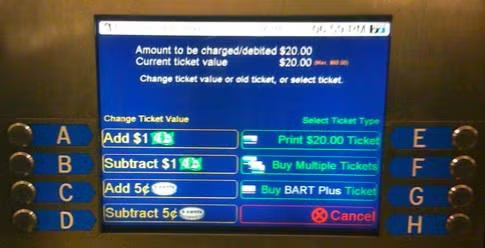 Amount to be charged/debited $20.00
Current ticket value $20.00
Change ticket value or old ticket, or select ticket.
Change Ticket Value
Select Ticket Type
A
Add $1
Print $20.00 Ticket
E
B
Subtract $1
Buy Multiple Tickets
F
C
Add 5¢
Buy BART Plus Ticket
G
D
Subtract 5¢
Cancel
H